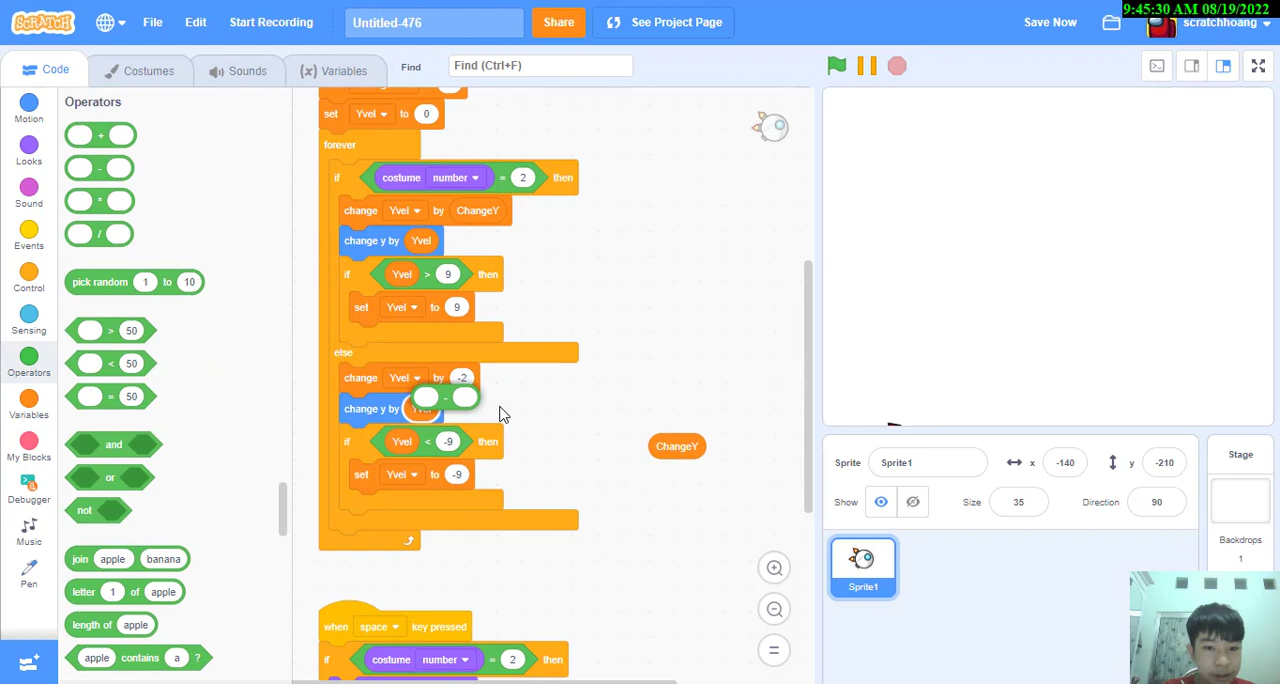 9:45:30 AM 08/19/2022
SCRATCH File Edit Start Recording Untitled-476 Share See Project Page Save Now scratchhoang
Code Costumes Sounds (x) Variables Find Find (Ctrl+F)
Motion
Looks
Sound
Events
Control
Sensing
Operators
Variables
My Blocks
Debugger
Music
Pen
Operators
+
-
*
/
pick random 1 to 10
> 50
< 50
= 50
and
or
not
join apple banana
letter 1 of apple
length of apple
apple contains a ?
set Yvel to 0
forever
if costume number = 2 then
change Yvel by ChangeY
change y by Yvel
if Yvel > 9 then
set Yvel to 9
else
change Yvel by -2
-
change y by Yvel
if Yvel < -9 then
set Yvel to -9
ChangeY
when space key pressed
if costume number = 2 then
Sprite Sprite1 x -140 y -210
Show Size 35 Direction 90
Sprite1
Stage
Backdrops
1